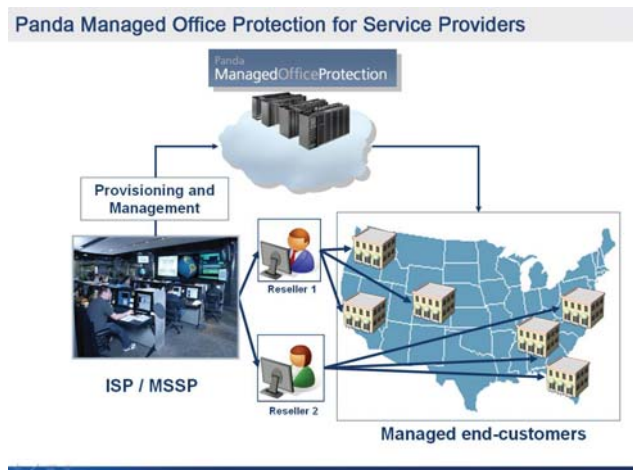 Panda Managed Office Protection for Service Providers
Panda
ManagedOfficeProtection
Provisioning and
Management
Reseller 1
Reseller 2
ISP / MSSP
Managed end-customers